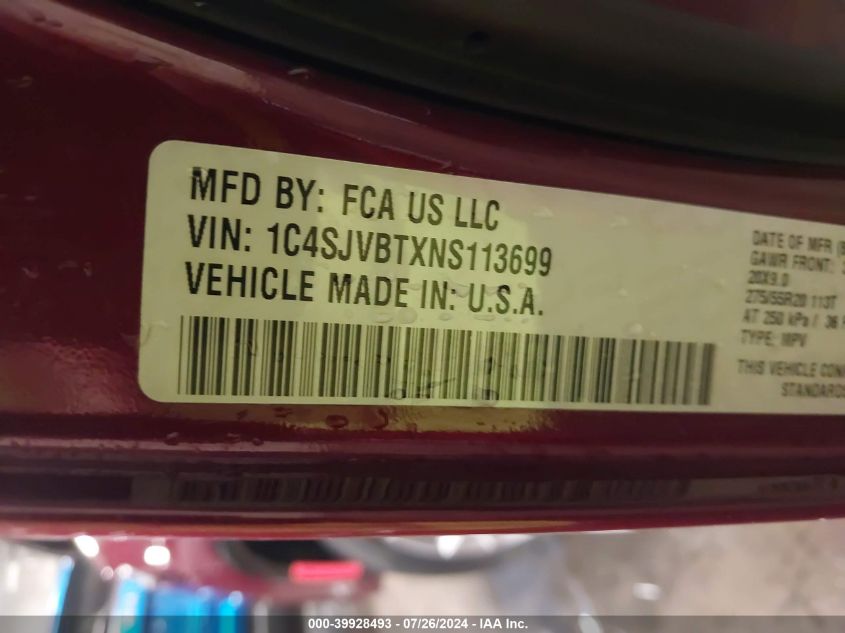 MFD BY: FCA US LLC
VIN: 1C4SJVBTXNS113699
VEHICLE MADE IN: U.S.A.
DATE OF MFR
GAWR FRONT:
20X9.0
275/55R20 113T
AT 250 kPa / 36
TYPE: MPV
THIS VEHICLE
STANDARDS
000-39928493 - 07/26/2024 - IAA Inc.